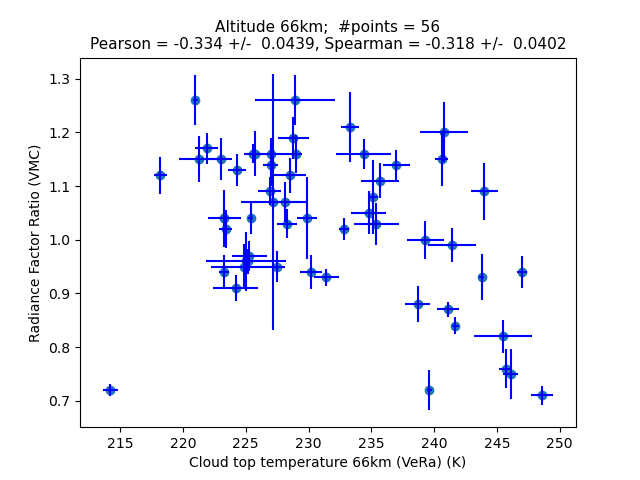 Altitude 66km;  #points = 56
Pearson = -0.334 +/-  0.0439, Spearman = -0.318 +/-  0.0402
Radiance Factor Ratio (VMC)
1.3
1.2
1.1
1.0
0.9
0.8
0.7
215 220 225 230 235 240 245 250
Cloud top temperature 66km (VeRa) (K)